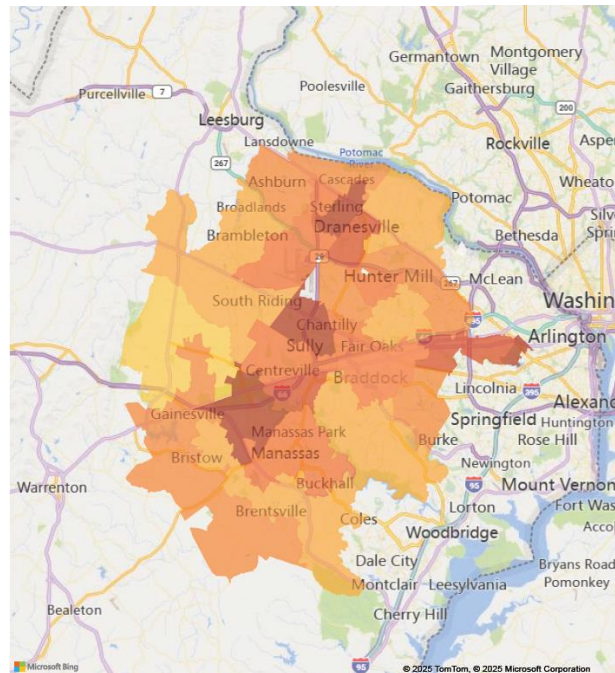 Germantown
Montgomery
Village
Gaithersburg
Poolesville
Purcellville
7
200
Leesburg
Rockville
Aspe
Lansdowne
267
Potomac
River
Ashburn
Cascades
Wheato
Potomac
Broadlands
Sterling
Silv
Brambleton
Dranesville
Bethesda
Spri
28
Hunter Mill
267
McLean
South Riding
Washin
Chantilly
66
Arlington
Sully
Fair Oaks
Centreville
Braddock
Lincolnia
395
Alexan
66
Gainesville
Springfield
Huntington
Manassas Park
Burke
Rose Hill
Bristow
Manassas
Newington
Warrenton
Buckhall
95
Mount Vernon
Brentsville
Coles
Lorton
Fort Was
Woodbridge
Acco
Dale City
Bryans Road
Montclair
Leesylvania
Pomonkey
Bealeton
Cherry Hill
95
Microsoft Bing
© 2025 TomTom, © 2025 Microsoft Corporation